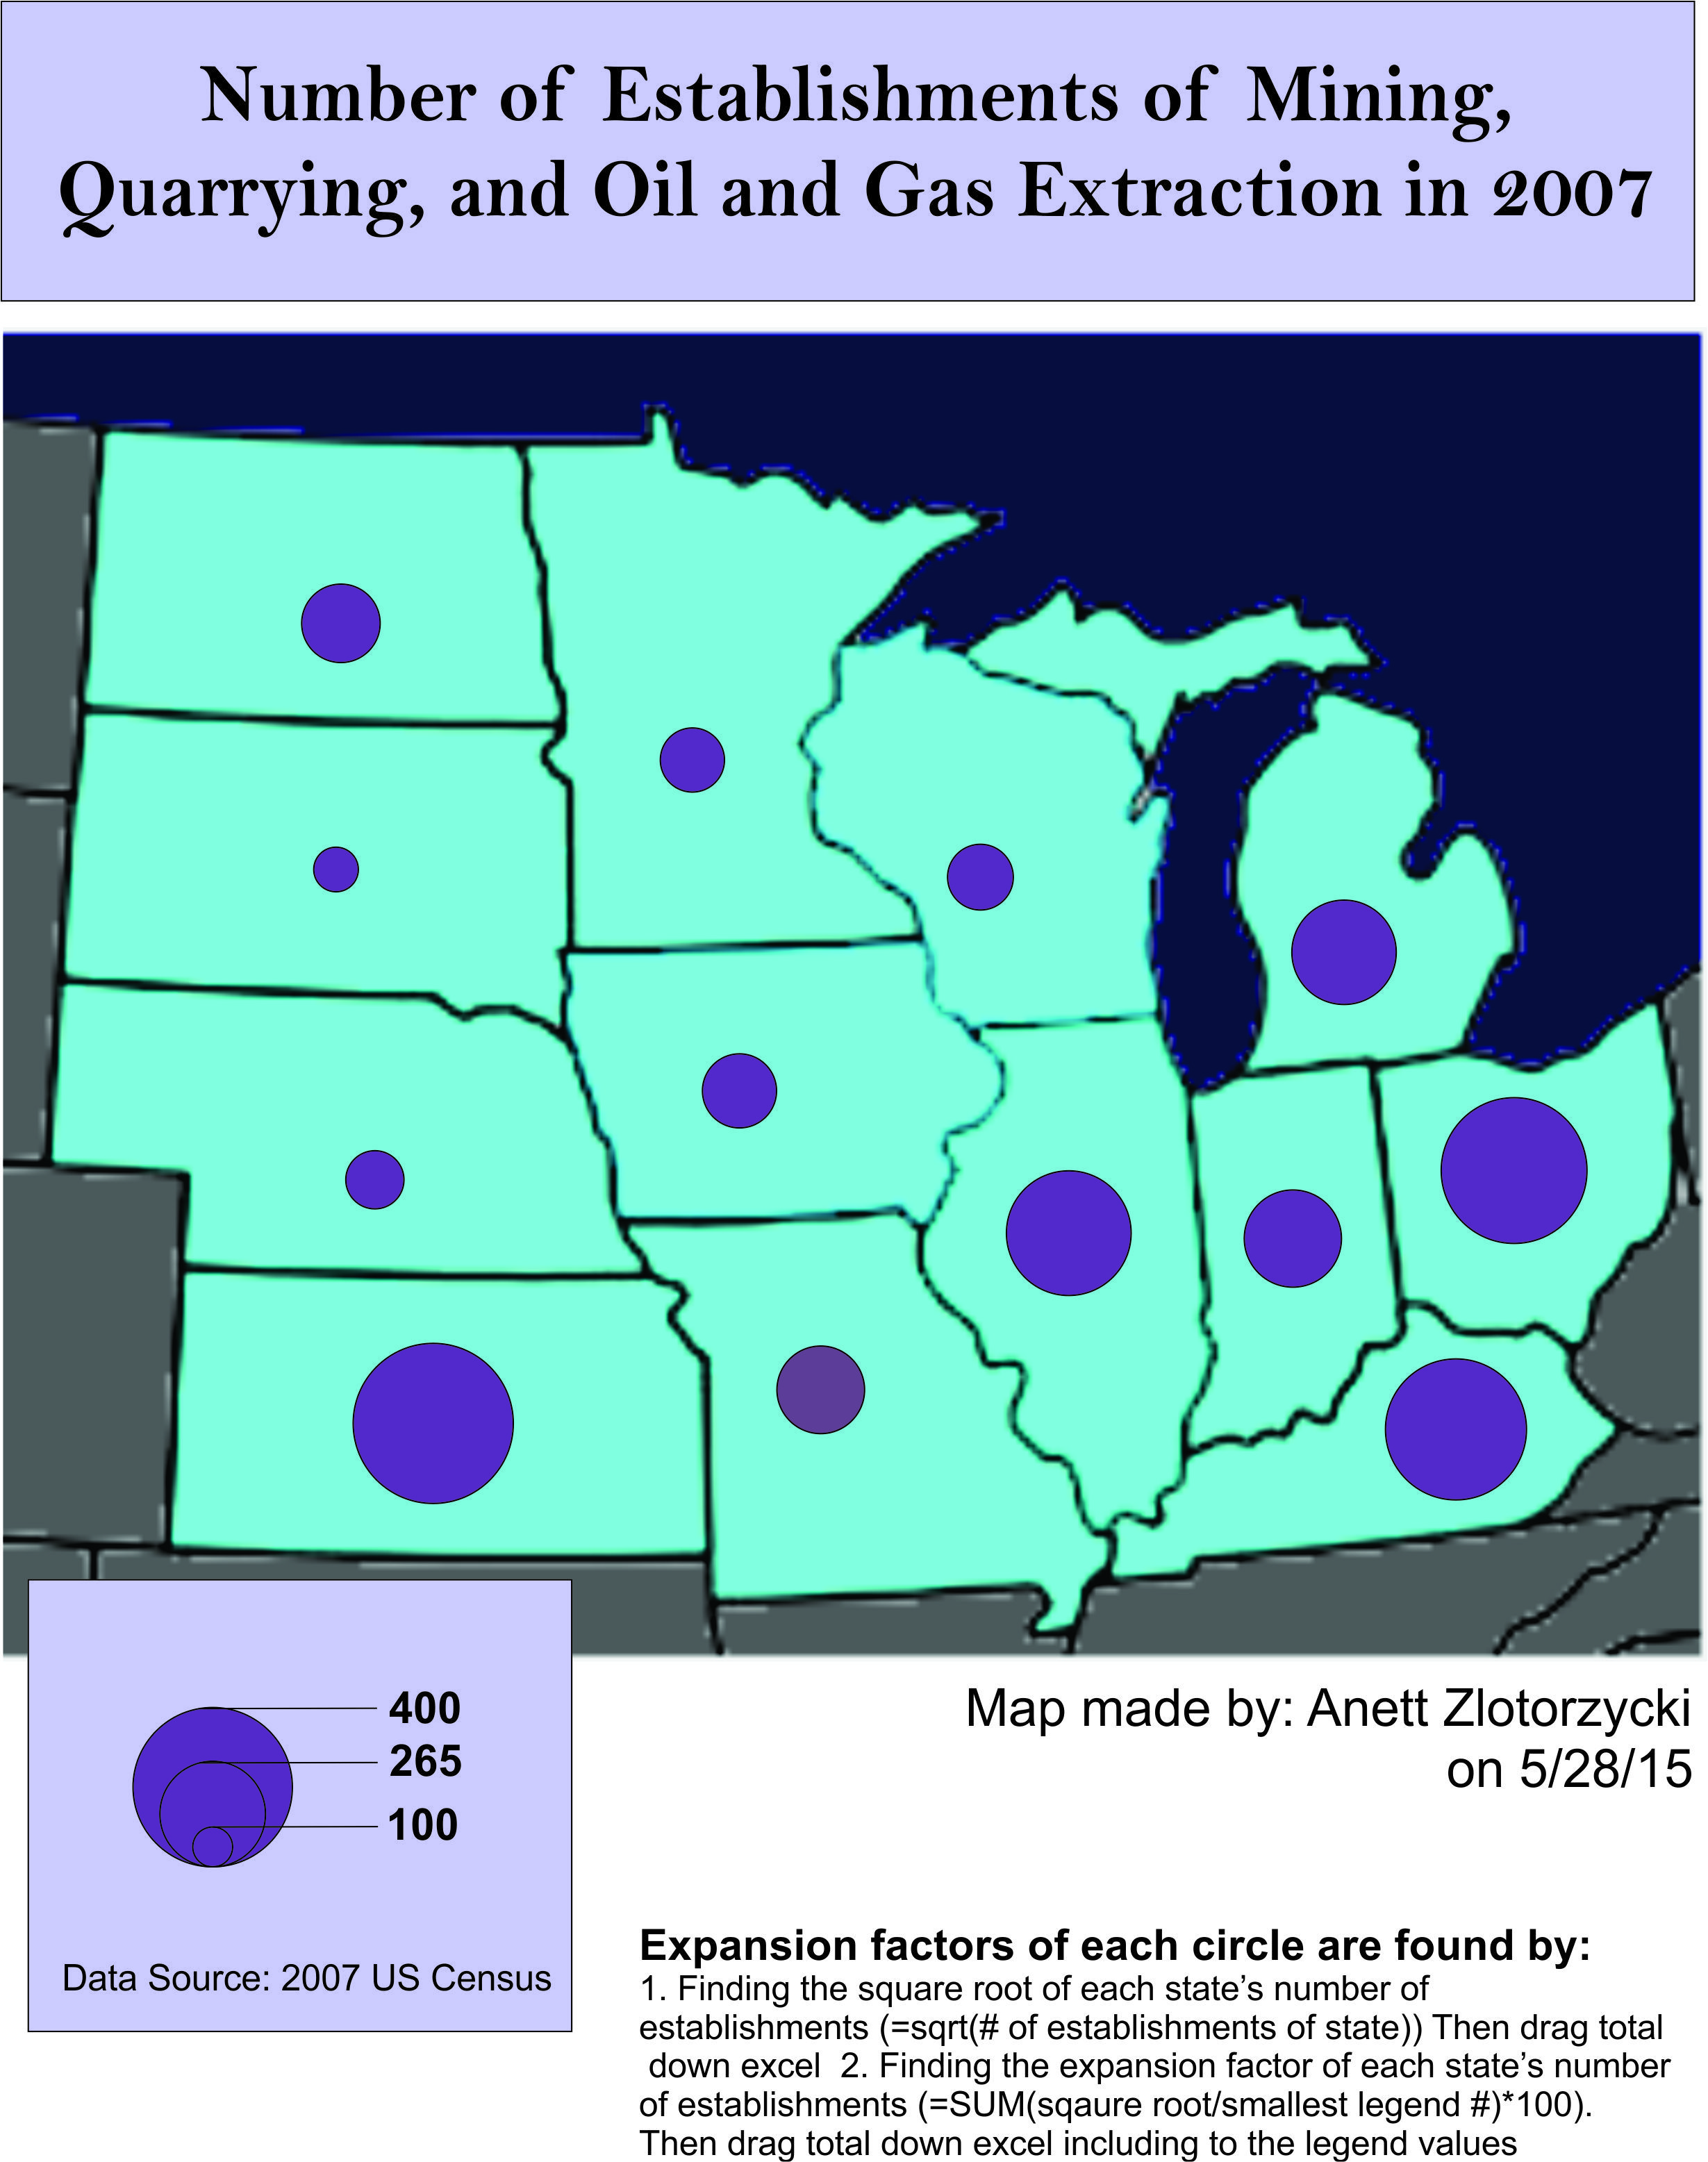 Number of Establishments of Mining,
Quarrying, and Oil and Gas Extraction in 2007
400
265
100
Data Source: 2007 US Census
Map made by: Anett Zlotorzycki
on 5/28/15
Expansion factors of each circle are found by:
1. Finding the square root of each state’s number of
establishments (=sqrt(# of establishments of state)) Then drag total
down excel  2. Finding the expansion factor of each state’s number
of establishments (=SUM(sqaure root/smallest legend #)*100).
Then drag total down excel including to the legend values